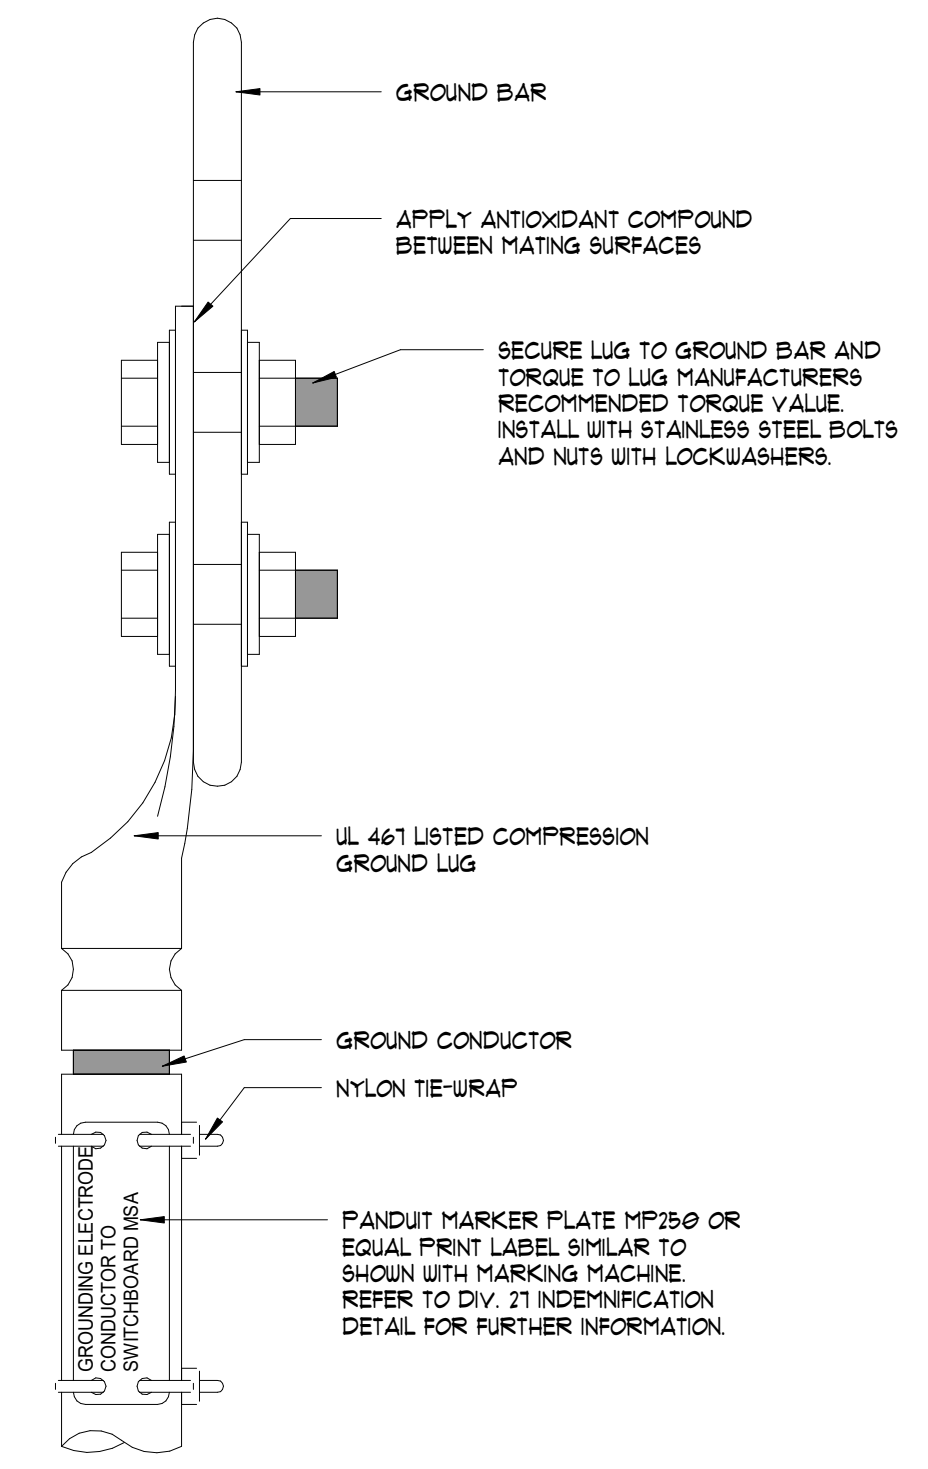 GROUND BAR
APPLY ANTIOXIDANT COMPOUND
BETWEEN MATING SURFACES
SECURE LUG TO GROUND BAR AND
TORQUE TO LUG MANUFACTURERS
RECOMMENDED TORQUE VALUE.
INSTALL WITH STAINLESS STEEL BOLTS
AND NUTS WITH LOCKWASHERS.
UL 467 LISTED COMPRESSION
GROUND LUG
GROUND CONDUCTOR
NYLON TIE-WRAP
GROUNDING ELECTRODE
CONDUCTOR TO
SWITCHBOARD MSA
PANDUIT MARKER PLATE MP250 OR
EQUAL PRINT LABEL SIMILAR TO
SHOWN WITH MARKING MACHINE.
REFER TO DIV. 27 INDEMNIFICATION
DETAIL FOR FURTHER INFORMATION.